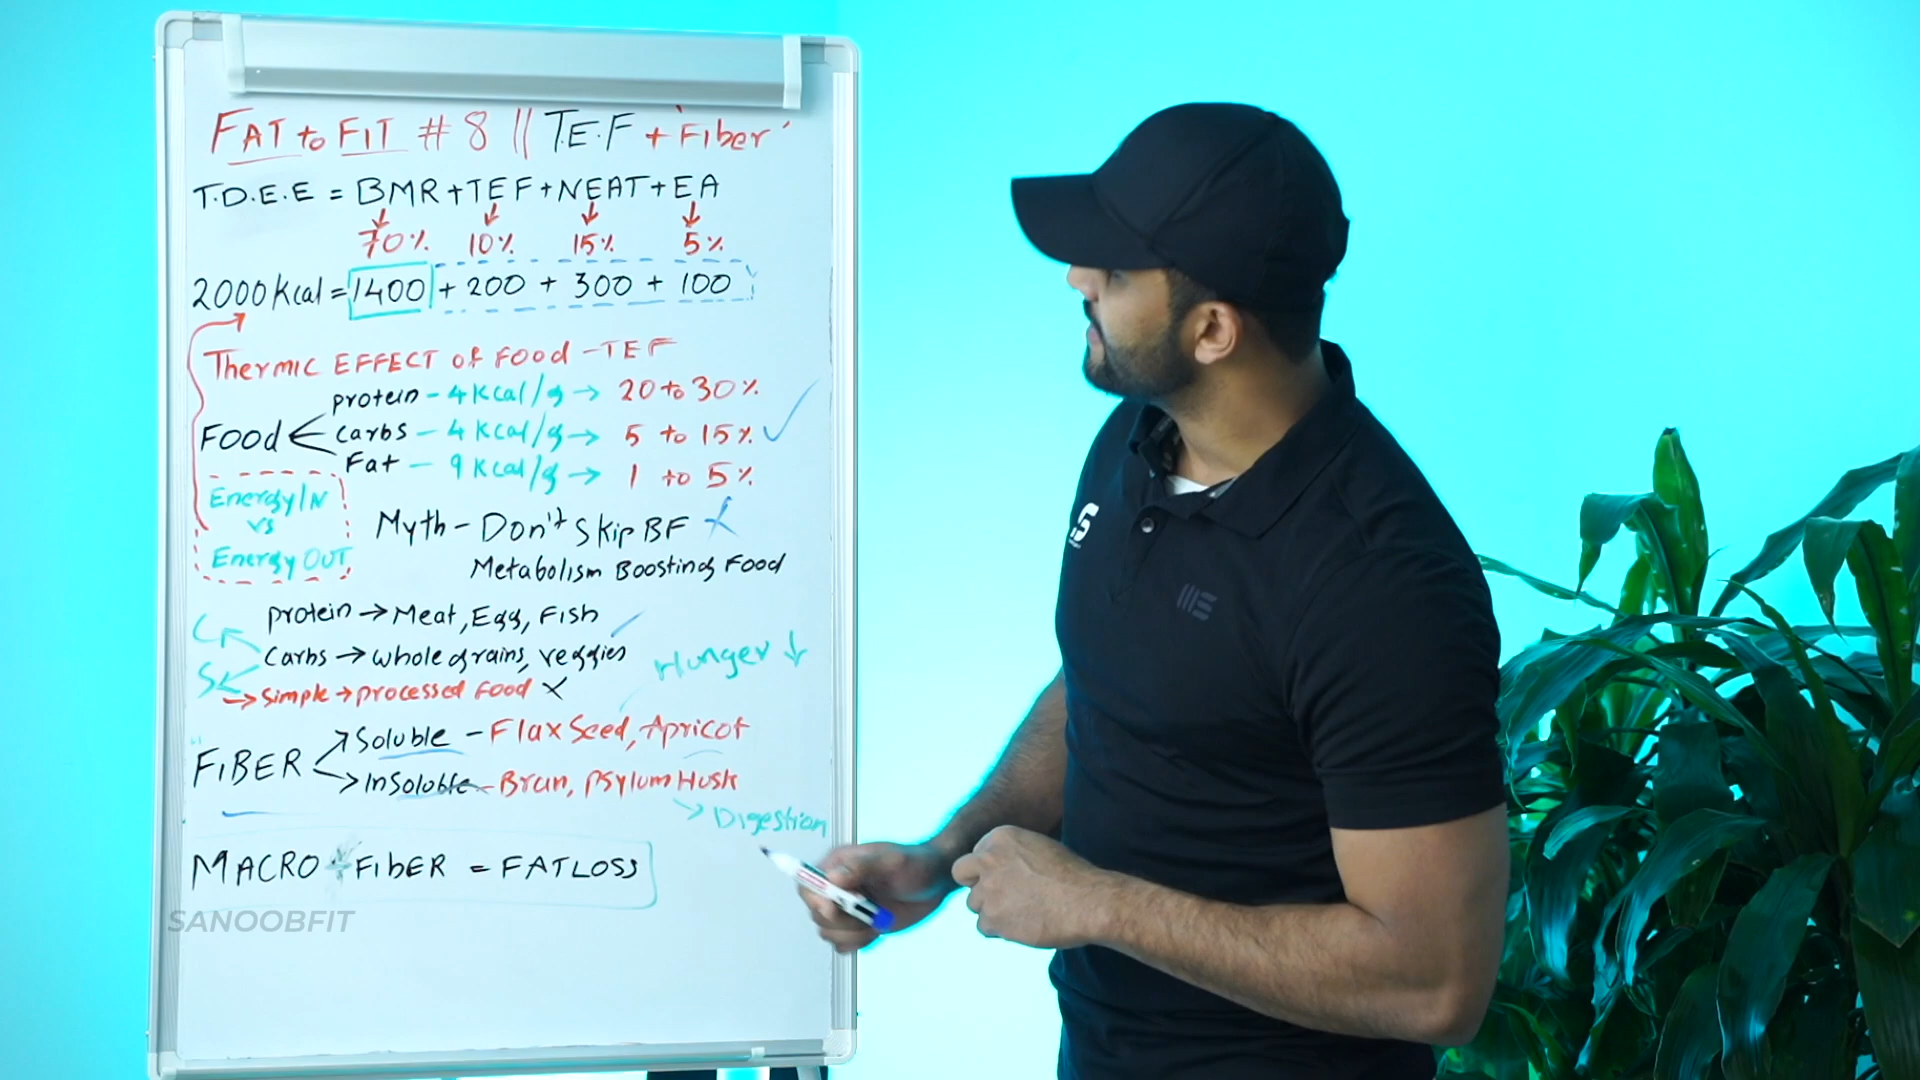 FAT to FIT # 8 || T.E.F + 'Fiber'
T.D.E.E = BMR + TEF + NEAT + EA
70% 10% 15% 5%
2000 Kcal = 1400 + 200 + 300 + 100
Thermic EFFECT of Food - TEF
protein - 4 Kcal/g → 20 to 30%
Food carbs - 4 Kcal/g → 5 to 15%
Fat - 9 Kcal/g → 1 to 5%
Energy IN
vs
Energy OUT
Myth - Don't Skip BF
Metabolism Boosting Food
protein → Meat, Egg, Fish
C
Carbs → whole grains, veggies
Hunger ↓
S
→ Simple → processed Food X
FIBER Soluble - Flax Seed, Apricot
InSoluble - Bran, Psylum Husk
→ Digestion
MACRO + FIBER = FATLOSS
SANOOBFIT
S